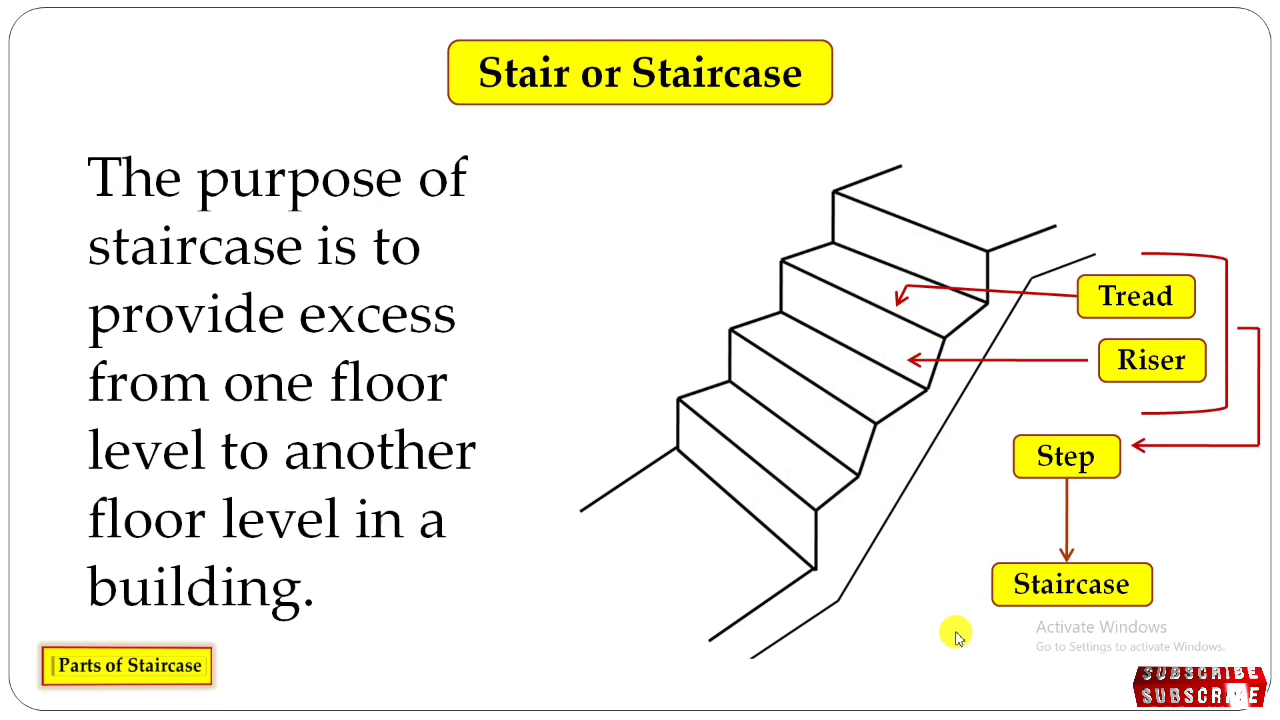 Stair or Staircase
The purpose of
staircase is to
provide excess
from one floor
level to another
floor level in a
building.
Tread
Riser
Step
Staircase
Parts of Staircase
Activate Windows
Go to Settings to activate Windows.
SUBSCRIBE
SUBSCRIBE